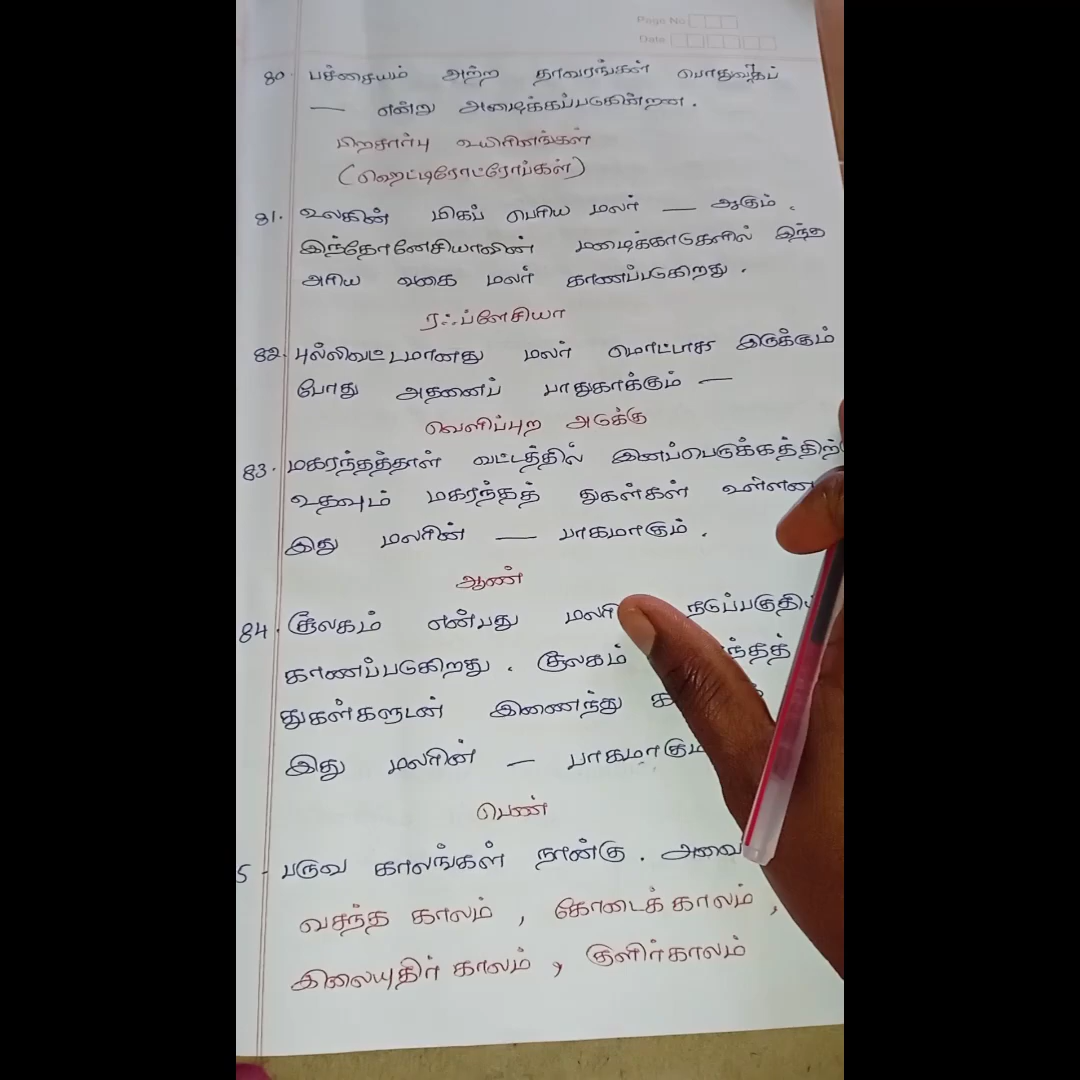 Page No
Date
80. பச்சையம் அற்ற தாவரங்கள் பொதுவாகப்
— என்று அழைக்கப்படுகின்றன.
பிறசார்பு உயிரினங்கள்
(ஹெட்டிரோட்ரோப்கள்)
81. உலகின் மிகப் பெரிய மலர் — ஆகும்.
இந்தோனேசியாவின் மழைக்காடுகளில் இந்த
அரிய வகை மலர் காணப்படுகிறது.
ரஃப்ளேசியா
82. புல்லிவட்டமானது மலர் மொட்டாக இருக்கும்
போது அதனைப் பாதுகாக்கும் —
வெளிப்புற அடுக்கு
83. மகரந்தத்தாள் வட்டத்தில் இனப்பெருக்கத்திற்
உதவும் மகரந்தத் துகள்கள் உள்ளன
இது மலரின் — பாகமாகும்.
ஆண்
84. சூலகம் என்பது மலரி நடுப்பகுதியி
காணப்படுகிறது. சூலகம் ந்தத்
துகள்களுடன் இணைந்து க
இது மலரின் — பாகமாகும்
பெண்
5. பருவ காலங்கள் நான்கு. அவை
வசந்த காலம், கோடைக் காலம்,
இலையுதிர் காலம், குளிர்காலம்